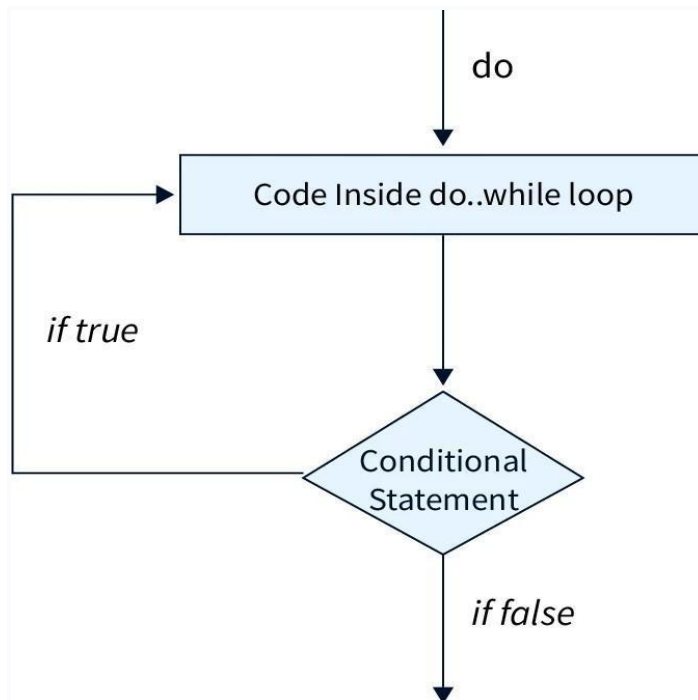 do
Code Inside do..while loop
if true
Conditional
Statement
if false